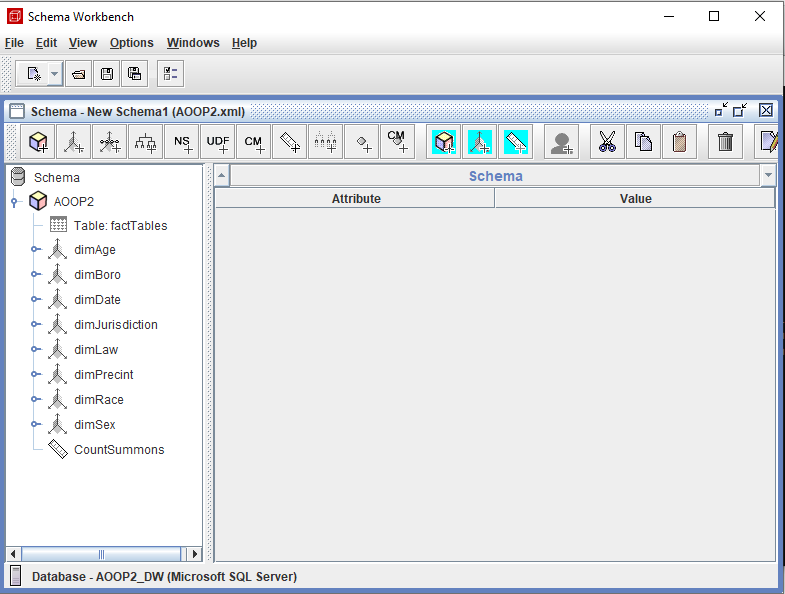 Schema Workbench
File Edit View Options Windows Help
Schema - New Schema1 (AOOP2.xml)
NS UDF CM CM
Schema
Schema
Attribute Value
AOOP2
Table: factTables
dimAge
dimBoro
dimDate
dimJurisdiction
dimLaw
dimPrecint
dimRace
dimSex
CountSummons
Database - AOOP2_DW (Microsoft SQL Server)